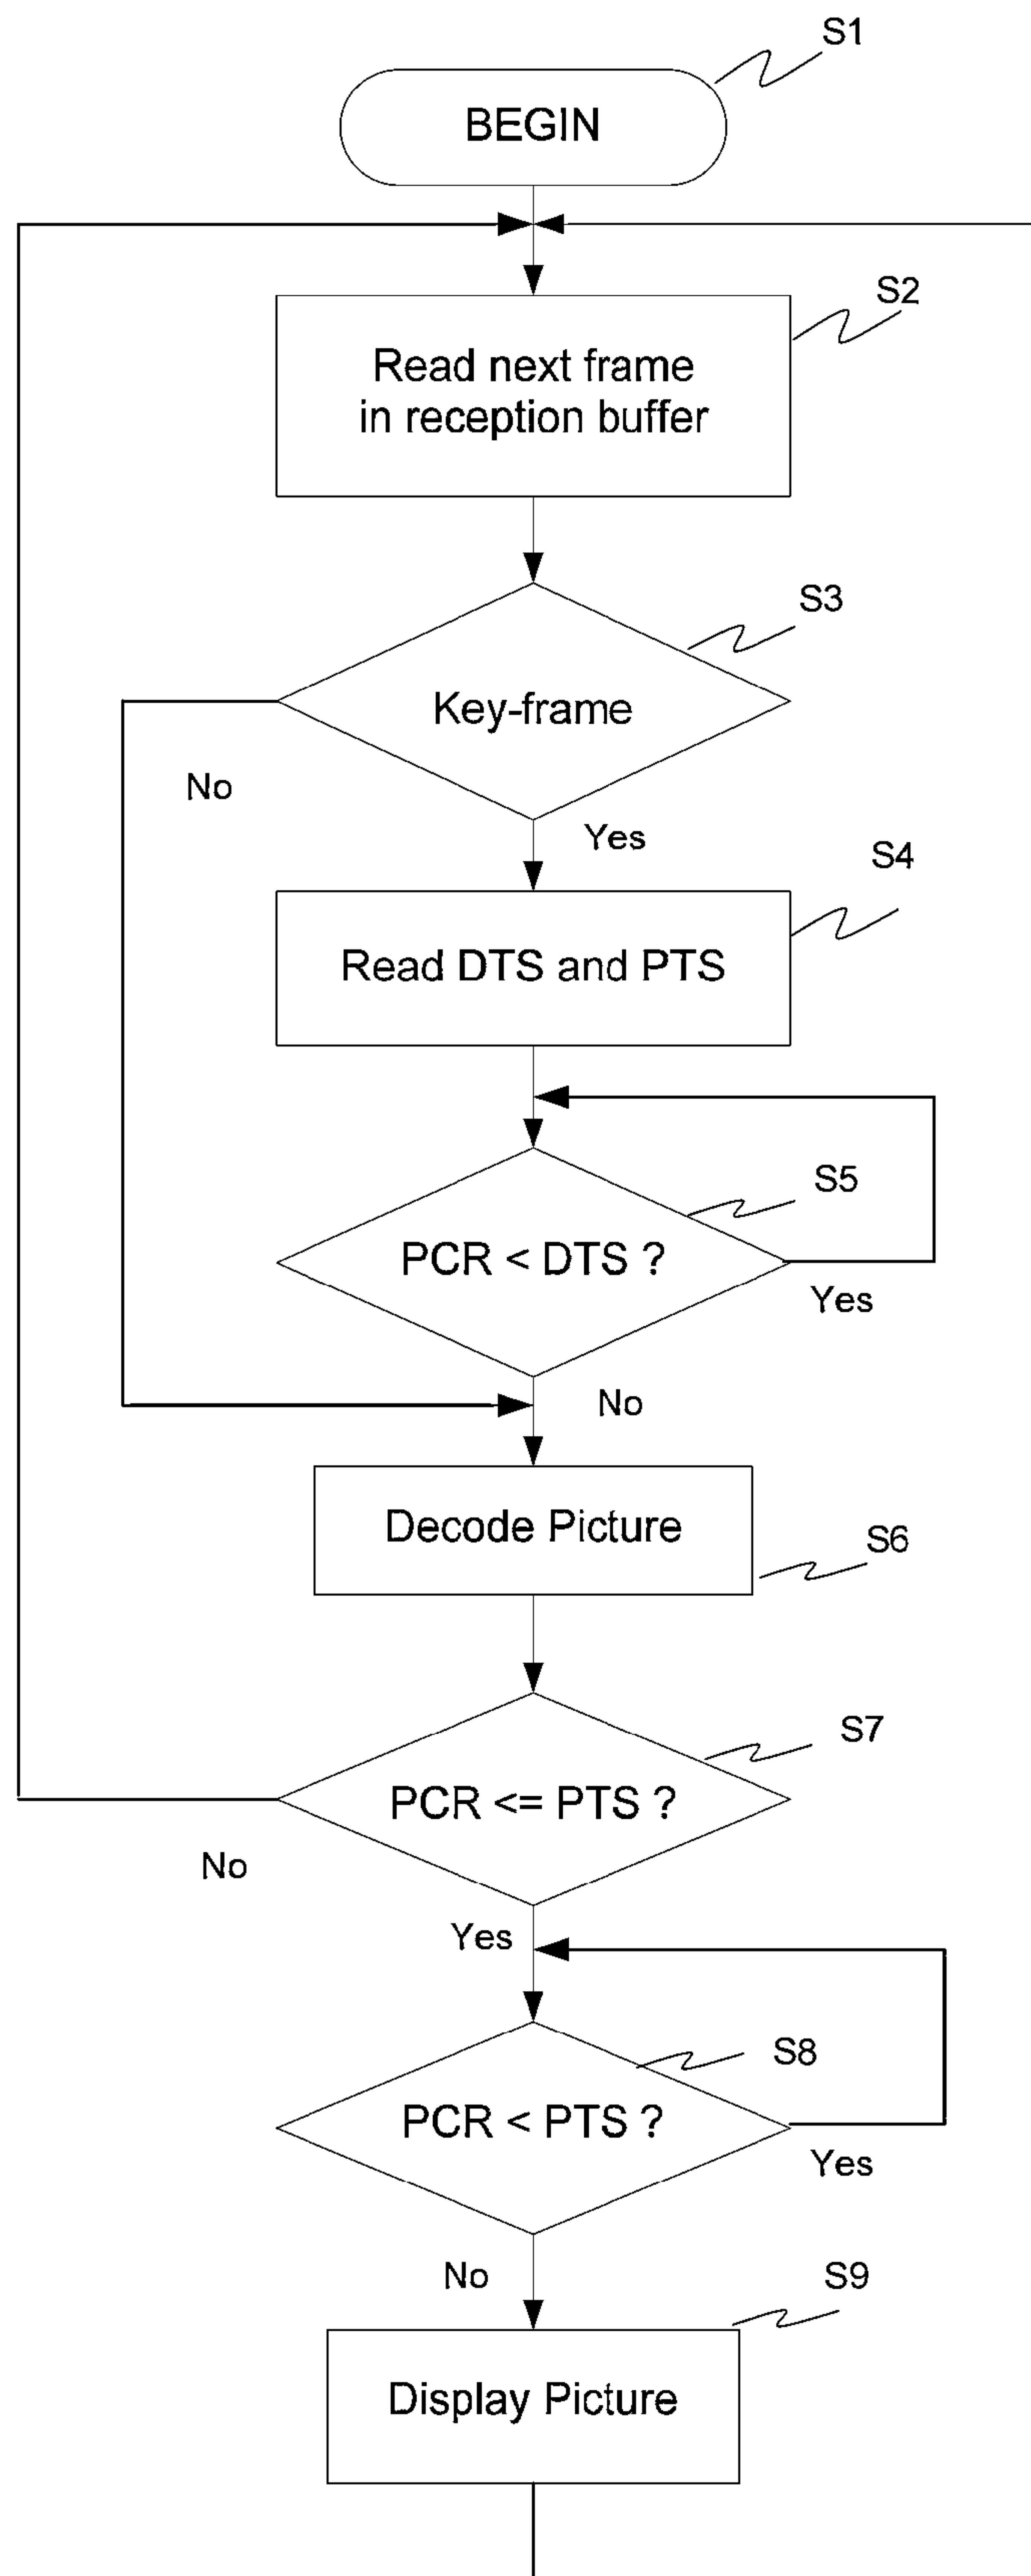 S1
BEGIN
S2
Read next frame
in reception buffer
S3
Key-frame
No
Yes
S4
Read DTS and PTS
S5
PCR < DTS ?
Yes
No
Decode Picture
S6
S7
PCR <= PTS ?
No
Yes
S8
PCR < PTS ?
Yes
No
S9
Display Picture